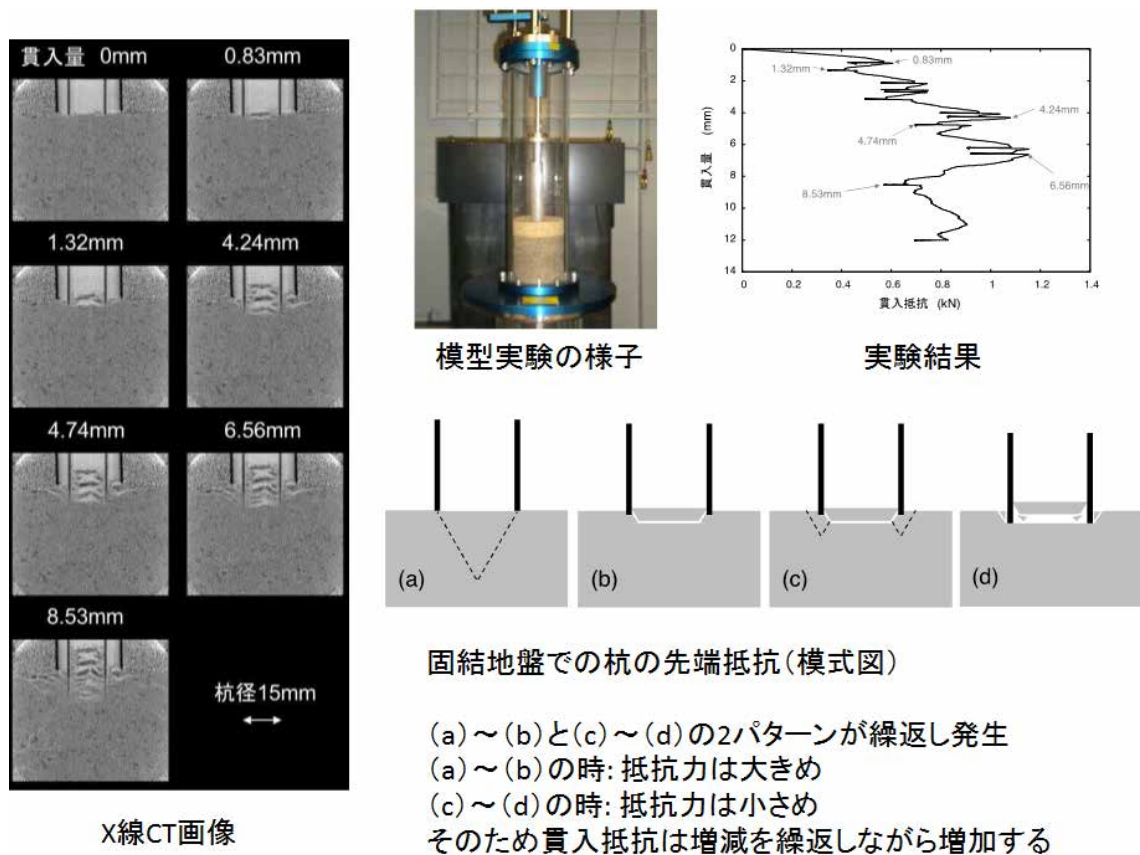 貫入量 0mm
0.83mm
1.32mm
4.24mm
4.74mm
6.56mm
8.53mm
杭径15mm
X線CT画像
模型実験の様子
0
2
4
6
8
10
12
14
貫入量 (mm)
0
0.2
0.4
0.6
0.8
1
1.2
1.4
貫入抵抗 (kN)
0.83mm
1.32mm
4.24mm
4.74mm
6.56mm
8.53mm
実験結果
(a)
(b)
(c)
(d)
固結地盤での杭の先端抵抗(模式図)
(a)～(b)と(c)～(d)の2パターンが繰返し発生
(a)～(b)の時: 抵抗力は大きめ
(c)～(d)の時: 抵抗力は小さめ
そのため貫入抵抗は増減を繰返しながら増加する